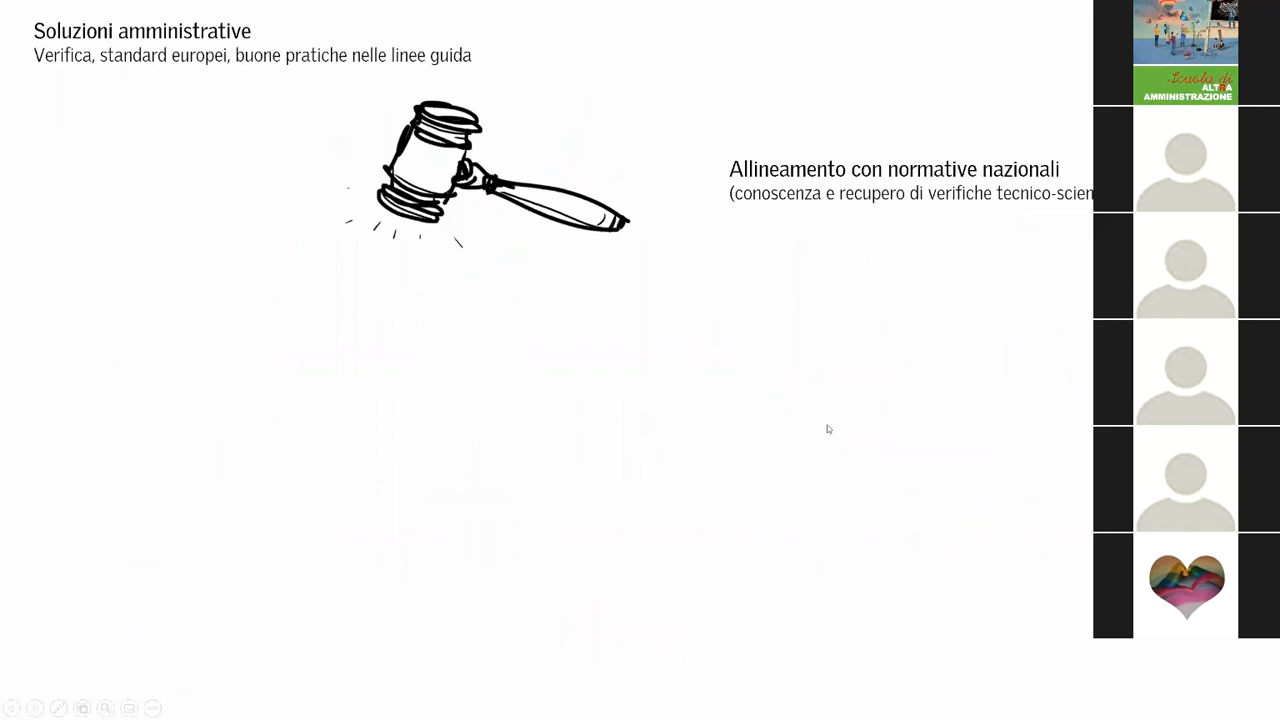 Soluzioni amministrative
Verifica, standard europei, buone pratiche nelle linee guida
Allineamento con normative nazionali
(conoscenza e recupero di verifiche tecnico-scien
Scuola di
ALTRA
AMMINISTRAZIONE